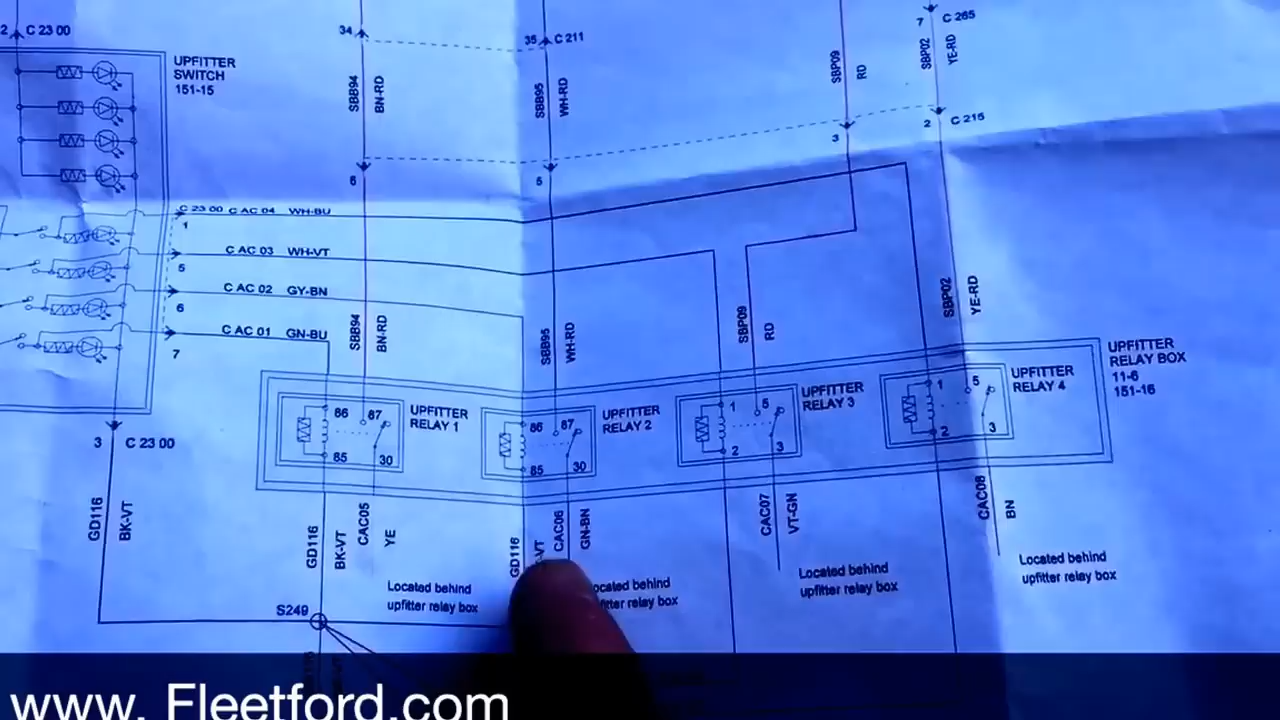 2
C 23 00
34
35
C 211
7
C 265
UPFITTER
SWITCH
151-15
SBB94
BN-RD
SBB95
WH-RD
SBP09
RD
SBP02
YE-RD
2
C 215
3
6
5
C 23 00
C AC 04
WH-BU
1
C AC 03
WH-VT
5
C AC 02
GY-BN
6
C AC 01
GN-BU
7
SBB94
BN-RD
SBB95
WH-RD
SBP09
RD
SBP02
YE-RD
UPFITTER
RELAY BOX
11-6
151-16
86
87
85
30
UPFITTER
RELAY 1
86
87
85
30
UPFITTER
RELAY 2
1
5
2
3
UPFITTER
RELAY 3
1
5
2
3
UPFITTER
RELAY 4
3
C 23 00
GD116
BK-VT
GD116
BK-VT
CAC05
YE
GD116
-VT
CAC06
GN-BN
CAC07
VT-GN
CAC08
BN
Located behind
upfitter relay box
ocated behind
fitter relay box
Located behind
upfitter relay box
Located behind
upfitter relay box
S249
www. Fleetford.com